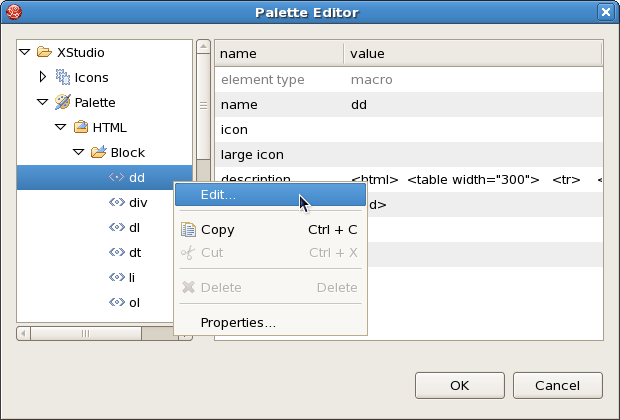 Palette Editor
XStudio
Icons
Palette
HTML
Block
dd
div
dl
dt
li
ol
name value
element type macro
name dd
icon
large icon
description <html> <table width="300"> <tr> <
d>
Edit...
Copy Ctrl + C
Cut Ctrl + X
Delete Delete
Properties...
OK Cancel